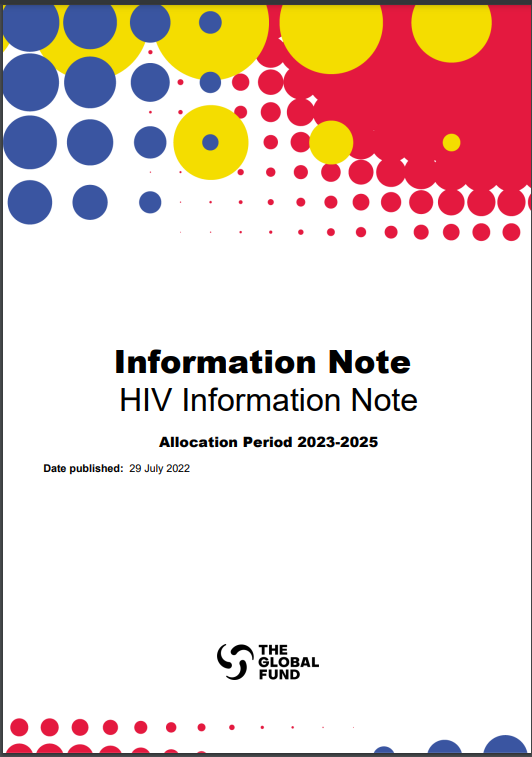 Information Note
HIV Information Note
Allocation Period 2023-2025
Date published: 29 July 2022
THE
GLOBAL
FUND